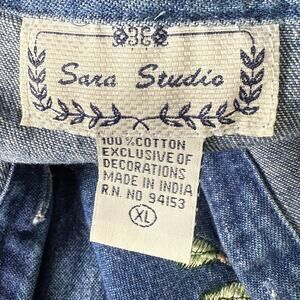 Sara Studio
100% COTTON
EXCLUSIVE OF
DECORATIONS
MADE IN INDIA
R.N. NO 94153
XL